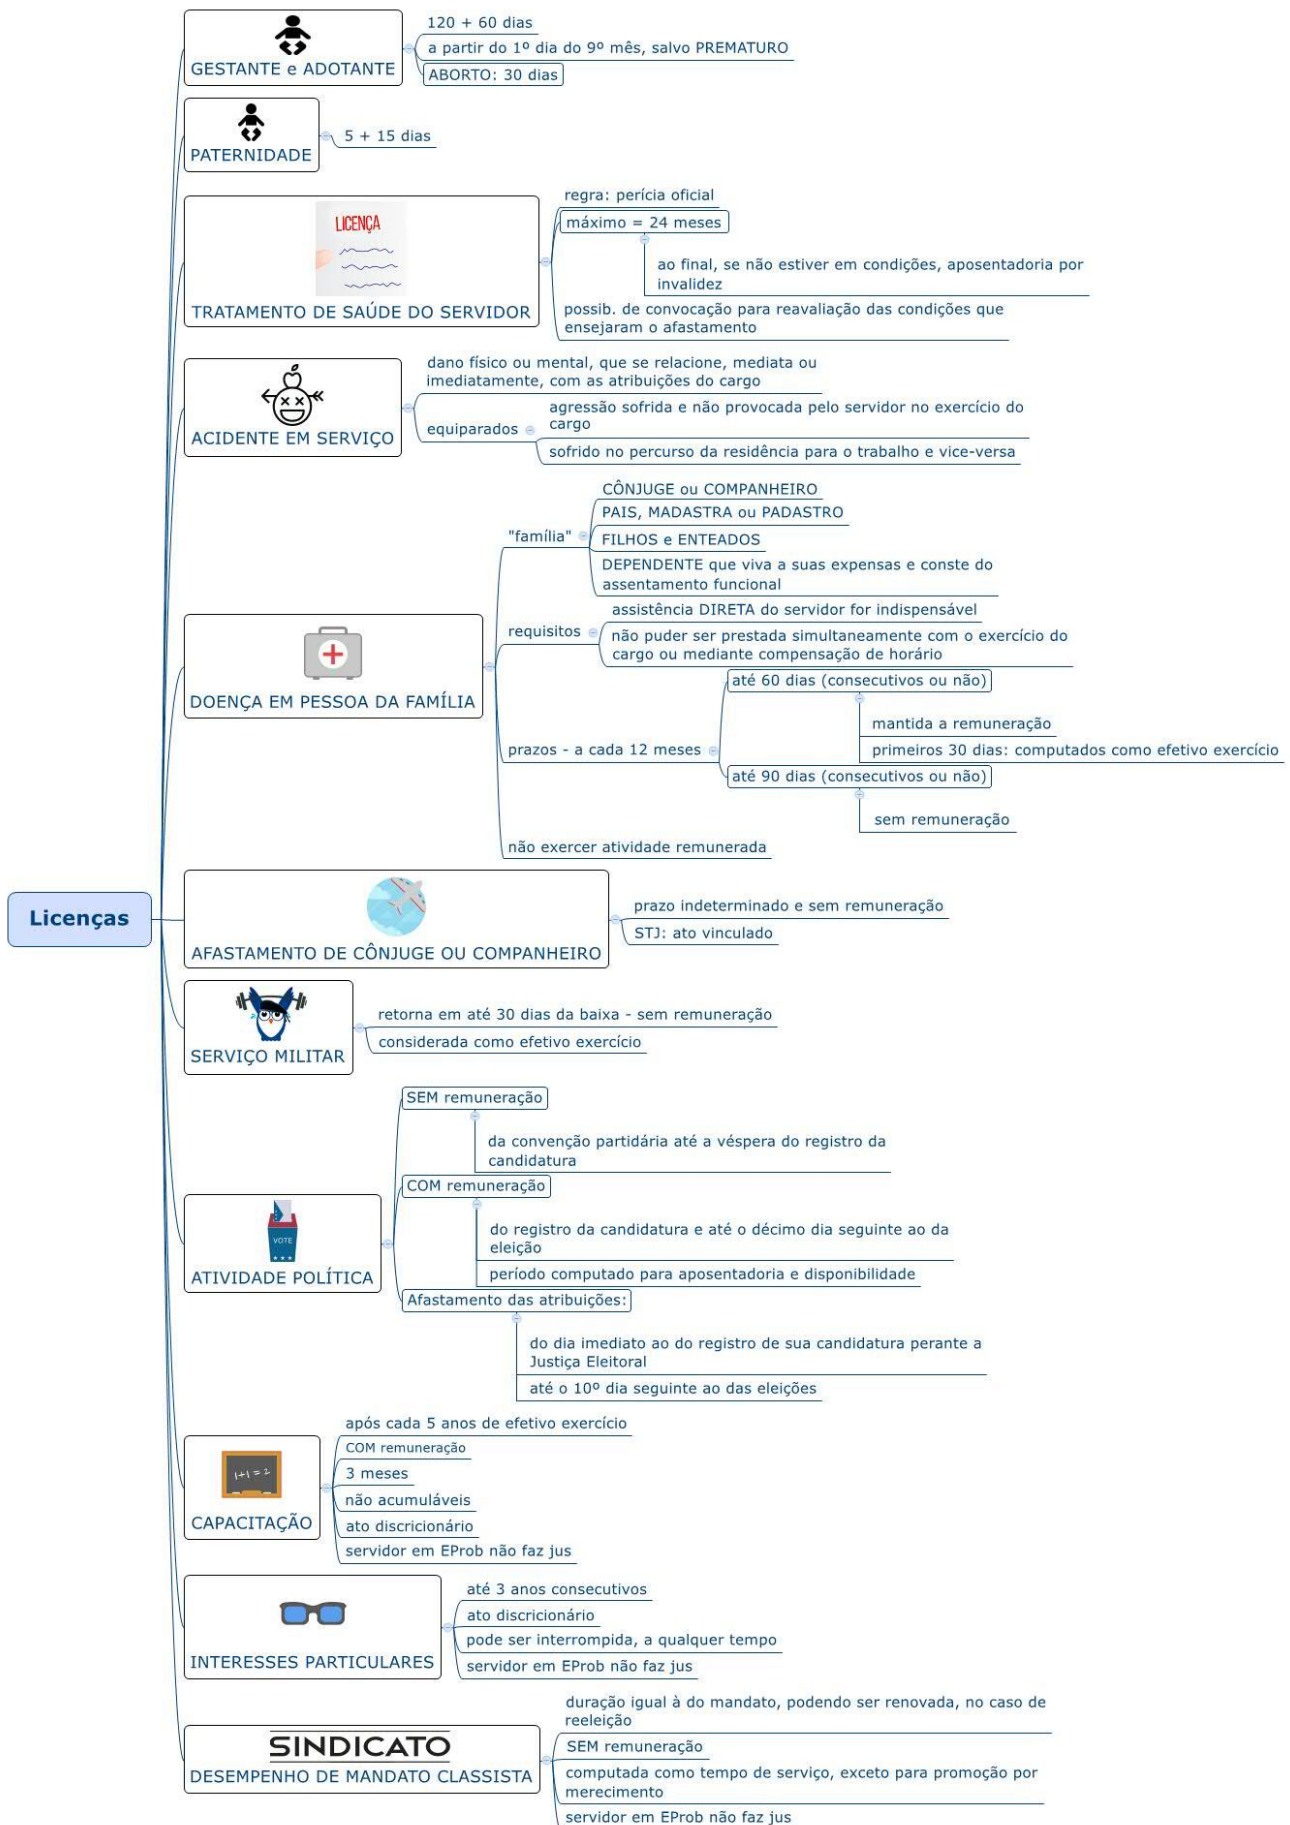 GESTANTE e ADOTANTE
120 + 60 dias
a partir do 1º dia do 9º mês, salvo PREMATURO
ABORTO: 30 dias
PATERNIDADE
5 + 15 dias
LICENÇA
TRATAMENTO DE SAÚDE DO SERVIDOR
regra: perícia oficial
máximo = 24 meses
ao final, se não estiver em condições, aposentadoria por
invalidez
possib. de convocação para reavaliação das condições que
ensejaram o afastamento
ACIDENTE EM SERVIÇO
dano físico ou mental, que se relacione, mediata ou
imediatamente, com as atribuições do cargo
equiparados
agressão sofrida e não provocada pelo servidor no exercício do
cargo
sofrido no percurso da residência para o trabalho e vice-versa
DOENÇA EM PESSOA DA FAMÍLIA
"família"
CÔNJUGE ou COMPANHEIRO
PAIS, MADASTRA ou PADASTRO
FILHOS e ENTEADOS
DEPENDENTE que viva a suas expensas e conste do
assentamento funcional
requisitos
assistência DIRETA do servidor for indispensável
não puder ser prestada simultaneamente com o exercício do
cargo ou mediante compensação de horário
prazos - a cada 12 meses
até 60 dias (consecutivos ou não)
mantida a remuneração
primeiros 30 dias: computados como efetivo exercício
até 90 dias (consecutivos ou não)
sem remuneração
não exercer atividade remunerada
Licenças
AFASTAMENTO DE CÔNJUGE OU COMPANHEIRO
prazo indeterminado e sem remuneração
STJ: ato vinculado
SERVIÇO MILITAR
retorna em até 30 dias da baixa - sem remuneração
considerada como efetivo exercício
VOTE
ATIVIDADE POLÍTICA
SEM remuneração
da convenção partidária até a véspera do registro da
candidatura
COM remuneração
do registro da candidatura e até o décimo dia seguinte ao da
eleição
período computado para aposentadoria e disponibilidade
Afastamento das atribuições:
do dia imediato ao do registro de sua candidatura perante a
Justiça Eleitoral
até o 10º dia seguinte ao das eleições
1+1=2
CAPACITAÇÃO
após cada 5 anos de efetivo exercício
COM remuneração
3 meses
não acumuláveis
ato discricionário
servidor em EProb não faz jus
INTERESSES PARTICULARES
até 3 anos consecutivos
ato discricionário
pode ser interrompida, a qualquer tempo
servidor em EProb não faz jus
SINDICATO
DESEMPENHO DE MANDATO CLASSISTA
duração igual à do mandato, podendo ser renovada, no caso de
reeleição
SEM remuneração
computada como tempo de serviço, exceto para promoção por
merecimento
servidor em EProb não faz jus